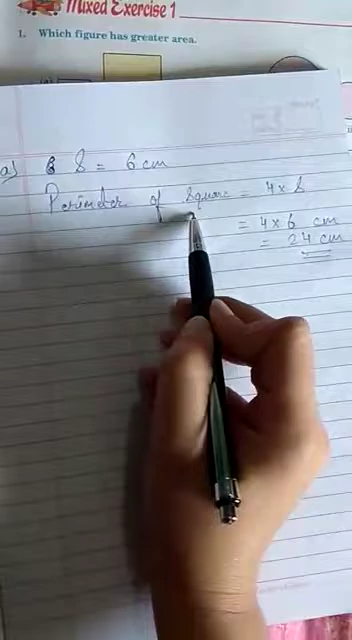 Mixed Exercise 1
1. Which figure has greater area.
a) S = 6 cm
Perimeter of Square = 4 × S
= 4 × 6 cm
= 24 cm